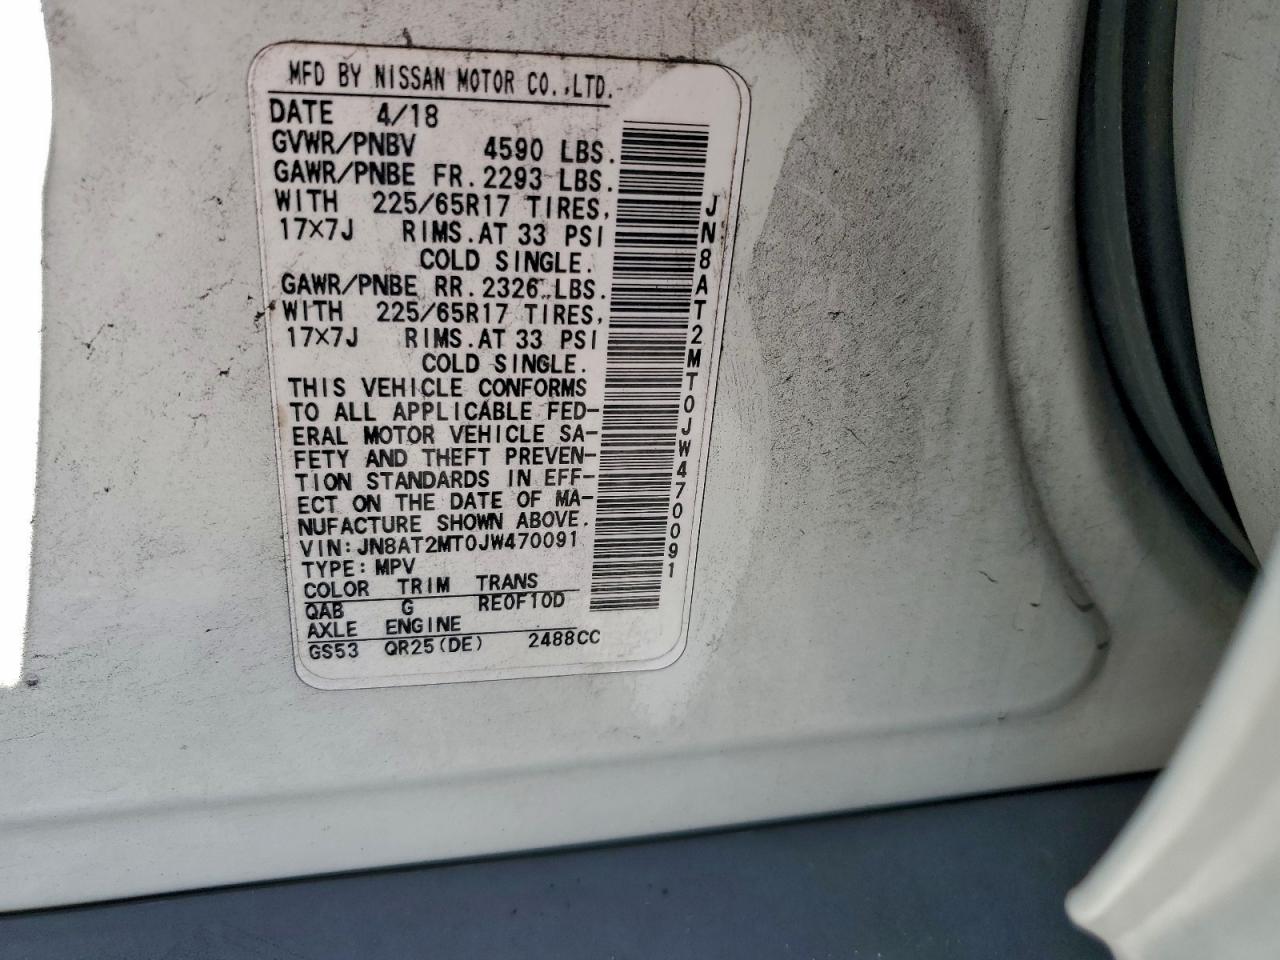 MFD BY NISSAN MOTOR CO.,LTD.
DATE 4/18
GVWR/PNBV 4590 LBS.
GAWR/PNBE FR. 2293 LBS.
WITH 225/65R17 TIRES,
17×7J RIMS.AT 33 PSI
COLD SINGLE.
GAWR/PNBE RR. 2326 LBS.
WITH 225/65R17 TIRES,
17×7J RIMS.AT 33 PSI
COLD SINGLE.
THIS VEHICLE CONFORMS
TO ALL APPLICABLE FED-
ERAL MOTOR VEHICLE SA-
FETY AND THEFT PREVEN-
TION STANDARDS IN EFF-
ECT ON THE DATE OF MA-
NUFACTURE SHOWN ABOVE.
VIN: JN8AT2MT0JW470091
TYPE: MPV
COLOR TRIM TRANS
QAB G RE0F10D
AXLE ENGINE
GS53 QR25(DE) 2488CC
JN8AT2MT0JW470091